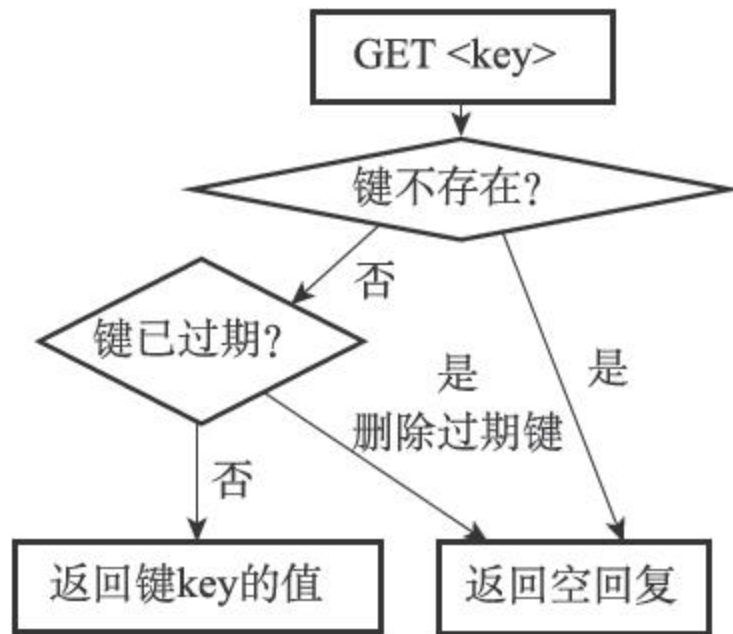 GET <key>
键不存在?
否
键已过期?
是
是
删除过期键
否
返回键key的值
返回空回复